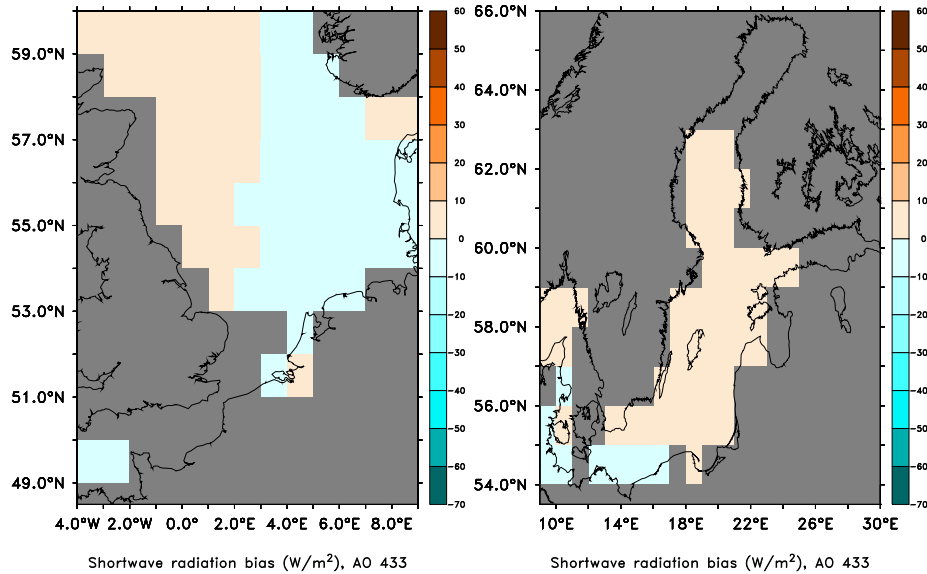 59.0°N
57.0°N
55.0°N
53.0°N
51.0°N
49.0°N
4.0°W 0.0° 2.0°E 4.0°E 6.0°E 8.0°E
60
50
40
30
20
10
0
-10
-20
-30
-40
-50
-60
-70
Shortwave radiation bias (W/m²), AO 433
66.0°N
64.0°N
62.0°N
60.0°N
58.0°N
56.0°N
54.0°N
10°E 14°E 18°E 22°E 26°E 30°E
60
50
40
30
20
10
0
-10
-20
-30
-40
-50
-60
-70
Shortwave radiation bias (W/m²), AO 433